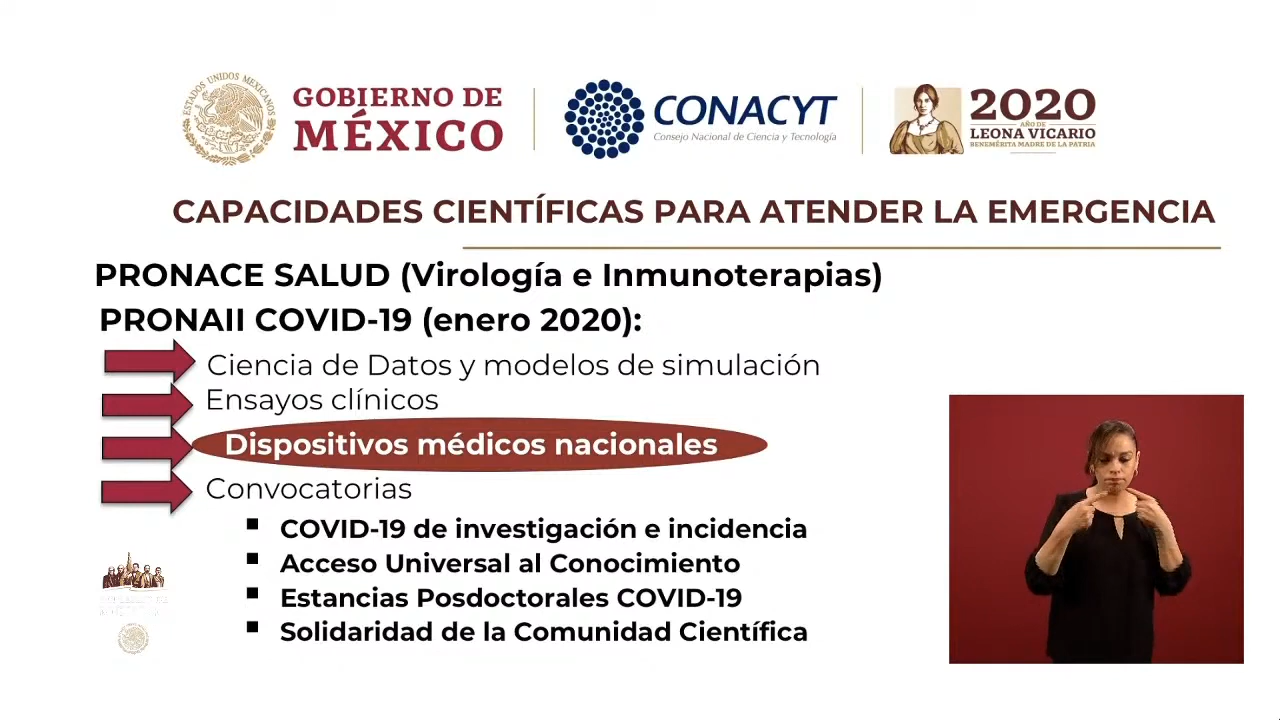 ESTADOS UNIDOS MEXICANOS
GOBIERNO DE
MÉXICO
CONACYT
Consejo Nacional de Ciencia y Tecnología
2020
AÑO DE
LEONA VICARIO
BENEMÉRITA MADRE DE LA PATRIA
CAPACIDADES CIENTÍFICAS PARA ATENDER LA EMERGENCIA
PRONACE SALUD (Virología e Inmunoterapias)
PRONAII COVID-19 (enero 2020):
Ciencia de Datos y modelos de simulación
Ensayos clínicos
Dispositivos médicos nacionales
Convocatorias
COVID-19 de investigación e incidencia
Acceso Universal al Conocimiento
Estancias Posdoctorales COVID-19
Solidaridad de la Comunidad Científica